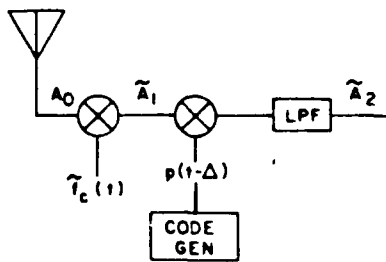 A₀
Ã₁
Ã₂
LPF
f̃c(t)
p(t-Δ)
CODE
GEN